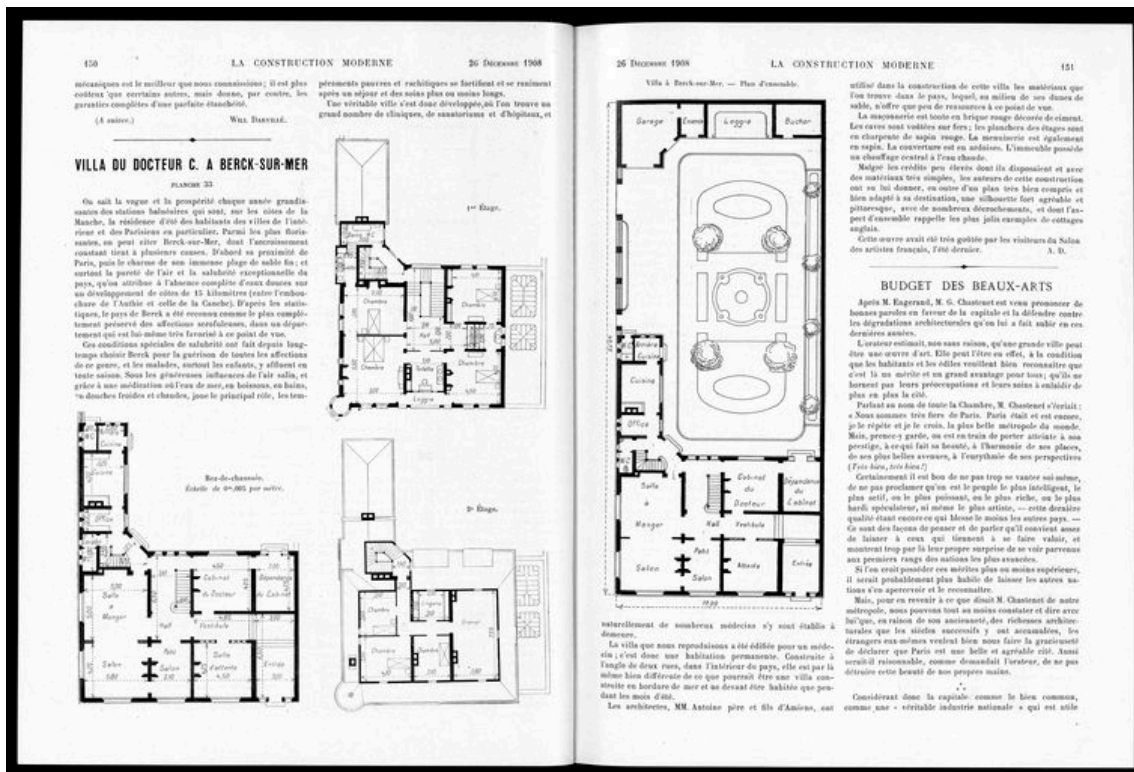 150
LA CONSTRUCTION MODERNE
26 Décembre 1908
mécaniques est le meilleur que nous connaissions; il est plus
coûteux que certains autres, mais donne, par contre, les
garanties complètes d'une parfaite étanchéité.
(A suivre.)
WILL DARVILLÉ.
VILLA DU DOCTEUR C. A BERCK-SUR-MER
PLANCHE 33
On sait la vogue et la prospérité chaque année grandis-
santes des stations balnéaires qui sont, sur les côtes de la
Manche, la résidence d'été des habitants des villes de l'inté-
rieur et des Parisiens en particulier. Parmi les plus floris-
santes, on peut citer Berck-sur-Mer, dont l'accroissement
constant tient à plusieurs causes. D'abord sa proximité de
Paris, puis le charme de son immense plage de sable fin; et
surtout la pureté de l'air et la salubrité exceptionnelle du
pays, qu'on attribue à l'absence complète d'eaux douces sur
un développement de côtes de 15 kilomètres (entre l'embou-
chure de l'Authie et celle de la Canche). D'après les statis-
tiques, le pays de Berck a été reconnu comme le plus complè-
tement préservé des affections scrofuleuses, dans un dépar-
tement qui est lui-même très favorisé à ce point de vue.
Ces conditions spéciales de salubrité ont fait depuis long-
temps choisir Berck pour la guérison de toutes les affections
de ce genre, et les malades, surtout les enfants, y affluent en
toute saison. Sous les généreuses influences de l'air salin, et
grâce à une méditation où l'eau de mer, en boissons, en bains,
en douches froides et chaudes, joue le principal rôle, les tem-
péraments pauvres et rachitiques se fortifient et se raniment
après un séjour et des soins plus ou moins longs.
Une véritable ville s'est donc développée, où l'on trouve un
grand nombre de cliniques, de sanatoriums et d'hôpitaux, et
1er Étage.
Chambre
Chambre
Chambre
Hall
Chambre
Toilette
Loggia
Rez-de-chaussée.
Échelle de 0m,005 par mètre.
Cuisine
Office
Salle
à
Manger
Cabinet
du Docteur
Dépendance
du Cabinet
Hall
Vestibule
Salon
Petit
Salon
Salle
d'attente
Entrée
2e Étage.
Chambre
Lingerie
Grenier
Chambre
Chambre
26 Décembre 1908
LA CONSTRUCTION MODERNE
151
Villa à Berck-sur-Mer. — Plan d'ensemble.
Garage
Loggia
Bucher
Cuisine
Office
Salle
à
Manger
Cabinet
du
Docteur
Dépendance
du
Cabinet
Hall
Vestibule
Salon
Petit
Salon
Attente
Entrée
naturellement de nombreux médecins s'y sont établis à
demeure.
La villa que nous reproduisons a été édifiée pour un méde-
cin; c'est donc une habitation permanente. Construite à
l'angle de deux rues, dans l'intérieur du pays, elle est par là
même bien différente de ce que pourrait être une villa con-
struite en bordure de mer et ne devant être habitée que pen-
dant les mois d'été.
Les architectes, MM. Antoine père et fils d'Amiens, ont
utilisé dans la construction de cette villa les matériaux que
l'on trouve dans le pays, lequel, au milieu de ses dunes de
sable, n'offre que peu de ressources à ce point de vue.
La maçonnerie est toute en brique rouge décorée de ciment.
Les caves sont voûtées sur fers; les planchers des étages sont
en charpente de sapin rouge. La menuiserie est également
en sapin. La couverture est en ardoises. L'immeuble possède
un chauffage central à l'eau chaude.
Malgré les crédits peu élevés dont ils disposaient et avec
des matériaux très simples, les auteurs de cette construction
ont su lui donner, en outre d'un plan très bien compris et
bien adapté à sa destination, une silhouette fort agréable et
pittoresque, avec de nombreux décrochements, et dont l'as-
pect d'ensemble rappelle les plus jolis exemples de cottages
anglais.
Cette œuvre avait été très goûtée par les visiteurs du Salon
des artistes français, l'été dernier.
A. D.
BUDGET DES BEAUX-ARTS
Après M. Engerand, M. G. Chastenet est venu prononcer de
bonnes paroles en faveur de la capitale et la défendre contre
les dégradations architecturales qu'on lui a fait subir en ces
dernières années.
L'orateur estimait, non sans raison, qu'une grande ville peut
être une œuvre d'art. Elle peut l'être en effet, à la condition
que les habitants et les édiles veuillent bien reconnaître que
c'est là un mérite et un grand avantage pour tous; qu'ils ne
bornent pas leurs préoccupations et leurs soins à enlaidir de
plus en plus la cité.
Parlant au nom de toute la Chambre, M. Chastenet s'écriait :
« Nous sommes très fiers de Paris. Paris était et est encore,
je le répète et je le crois, la plus belle métropole du monde.
Mais, prenez-y garde, on est en train de porter atteinte à son
prestige, à ce qui fait sa beauté, à l'harmonie de ses places,
de ses plus belles avenues, à l'eurythmie de ses perspectives
(Très bien, très bien!)
Certainement il est bon de ne pas trop se vanter soi-même,
de ne pas proclamer qu'on est le peuple le plus intelligent, le
plus actif, ou le plus puissant, ou le plus riche, ou le plus
hardi spéculateur, ni même le plus artiste, — cette dernière
qualité étant encore ce qui blesse le moins les autres pays. —
Ce sont des façons de penser et de parler qu'il convient assez
de laisser à ceux qui tiennent à se faire valoir, et
montrent trop par là leur propre surprise de se voir parvenus
aux premiers rangs des nations les plus avancées.
Si l'on croit posséder ces mérites plus ou moins supérieurs,
il serait probablement plus habile de laisser les autres na-
tions s'en apercevoir et le reconnaître.
Mais, pour en revenir à ce que disait M. Chastenet de notre
métropole, nous pouvons tout au moins constater et dire avec
lui que, en raison de son ancienneté, des richesses architec-
turales que les siècles successifs y ont accumulées, les
étrangers eux-mêmes veulent bien nous faire la gracieuseté
de déclarer que Paris est une belle et agréable cité. Aussi
serait-il raisonnable, comme demandait l'orateur, de ne pas
détruire cette beauté de nos propres mains.
Considérant donc la capitale comme le bien commun,
comme une « véritable industrie nationale » qui est utile